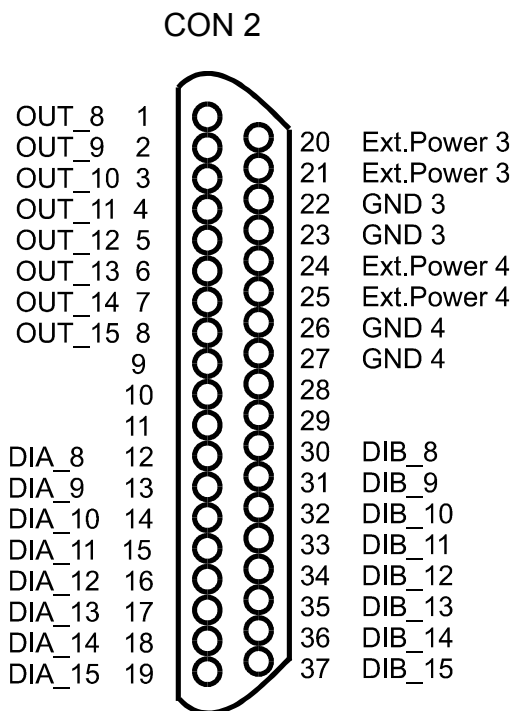 CON 2
OUT_8 1
OUT_9 2
OUT_10 3
OUT_11 4
OUT_12 5
OUT_13 6
OUT_14 7
OUT_15 8
9
10
11
DIA_8 12
DIA_9 13
DIA_10 14
DIA_11 15
DIA_12 16
DIA_13 17
DIA_14 18
DIA_15 19
20 Ext.Power 3
21 Ext.Power 3
22 GND 3
23 GND 3
24 Ext.Power 4
25 Ext.Power 4
26 GND 4
27 GND 4
28
29
30 DIB_8
31 DIB_9
32 DIB_10
33 DIB_11
34 DIB_12
35 DIB_13
36 DIB_14
37 DIB_15